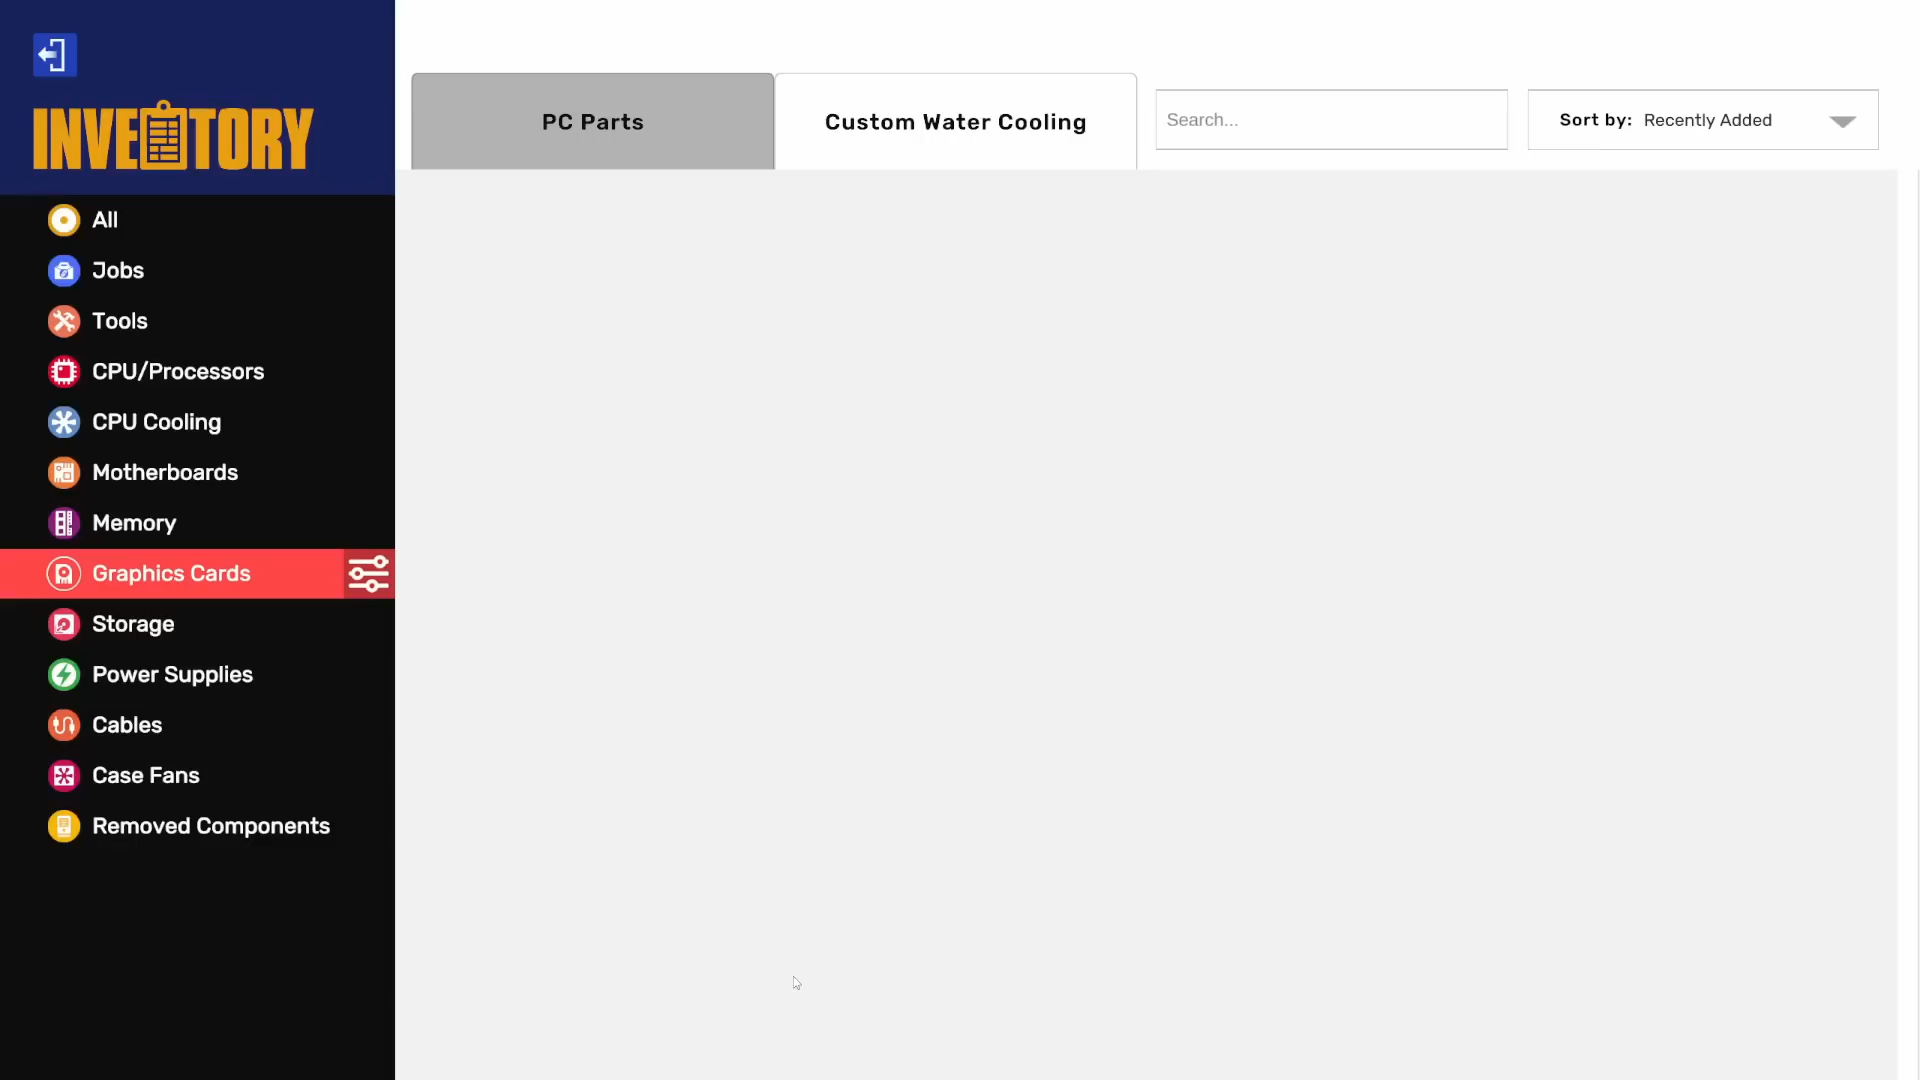 INVENTORY
PC Parts
Custom Water Cooling
Search...
Sort by: Recently Added
All
Jobs
Tools
CPU/Processors
CPU Cooling
Motherboards
Memory
Graphics Cards
Storage
Power Supplies
Cables
Case Fans
Removed Components